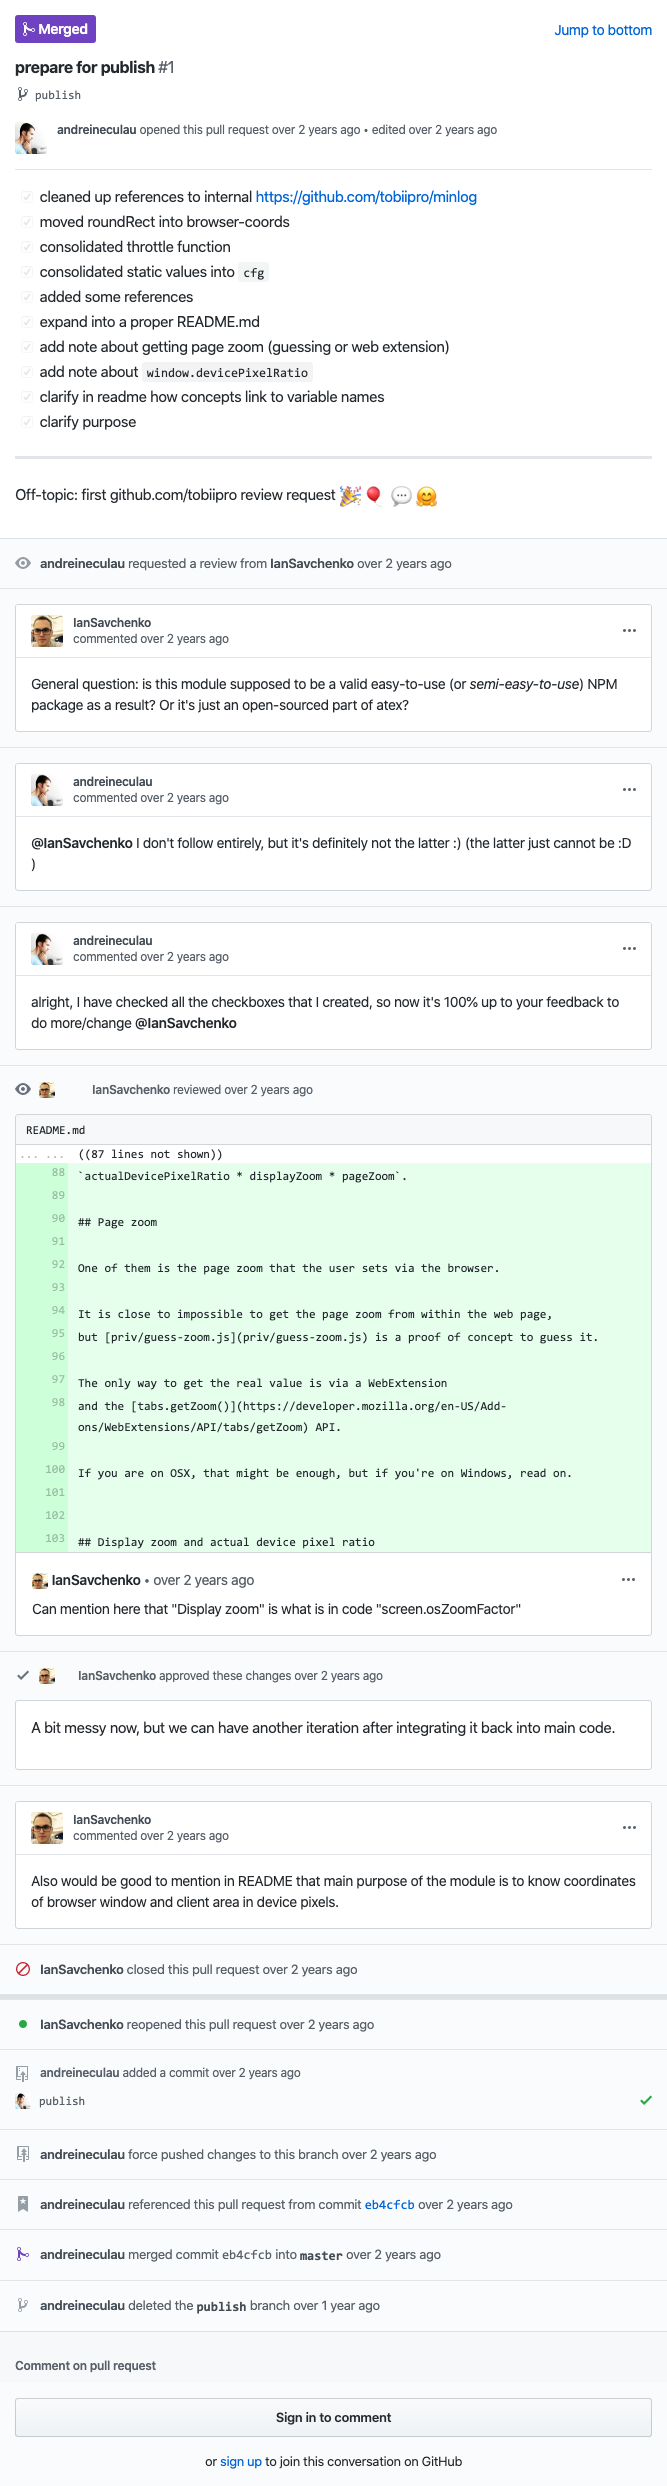 Merged
Jump to bottom
prepare for publish #1
publish
andreineculau opened this pull request over 2 years ago • edited over 2 years ago
cleaned up references to internal https://github.com/tobiipro/minlog
moved roundRect into browser-coords
consolidated throttle function
consolidated static values into cfg
added some references
expand into a proper README.md
add note about getting page zoom (guessing or web extension)
add note about window.devicePixelRatio
clarify in readme how concepts link to variable names
clarify purpose
Off-topic: first github.com/tobiipro review request 🎉🎈 💬🤗
andreineculau requested a review from IanSavchenko over 2 years ago
IanSavchenko
commented over 2 years ago
General question: is this module supposed to be a valid easy-to-use (or semi-easy-to-use) NPM
package as a result? Or it's just an open-sourced part of atex?
andreineculau
commented over 2 years ago
@IanSavchenko I don't follow entirely, but it's definitely not the latter :) (the latter just cannot be :D
)
andreineculau
commented over 2 years ago
alright, I have checked all the checkboxes that I created, so now it's 100% up to your feedback to
do more/change @IanSavchenko
IanSavchenko reviewed over 2 years ago
README.md
... ... ((87 lines not shown))
88 `actualDevicePixelRatio * displayZoom * pageZoom`.
89
90 ## Page zoom
91
92 One of them is the page zoom that the user sets via the browser.
93
94 It is close to impossible to get the page zoom from within the web page,
95 but [priv/guess-zoom.js](priv/guess-zoom.js) is a proof of concept to guess it.
96
97 The only way to get the real value is via a WebExtension
98 and the [tabs.getZoom()](https://developer.mozilla.org/en-US/Add-
ons/WebExtensions/API/tabs/getZoom) API.
99
100 If you are on OSX, that might be enough, but if you're on Windows, read on.
101
102
103 ## Display zoom and actual device pixel ratio
IanSavchenko • over 2 years ago
Can mention here that "Display zoom" is what is in code "screen.osZoomFactor"
IanSavchenko approved these changes over 2 years ago
A bit messy now, but we can have another iteration after integrating it back into main code.
IanSavchenko
commented over 2 years ago
Also would be good to mention in README that main purpose of the module is to know coordinates
of browser window and client area in device pixels.
IanSavchenko closed this pull request over 2 years ago
IanSavchenko reopened this pull request over 2 years ago
andreineculau added a commit over 2 years ago
publish
andreineculau force pushed changes to this branch over 2 years ago
andreineculau referenced this pull request from commit eb4cfcb over 2 years ago
andreineculau merged commit eb4cfcb into master over 2 years ago
andreineculau deleted the publish branch over 1 year ago
Comment on pull request
Sign in to comment
or sign up to join this conversation on GitHub